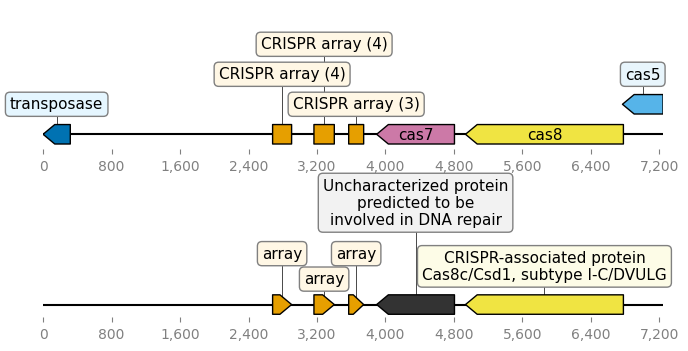 CRISPR array (4)
CRISPR array (4)
cas5
transposase
CRISPR array (3)
cas7
cas8
0 800 1,600 2,400 3,200 4,000 4,800 5,600 6,400 7,200
Uncharacterized protein
predicted to be
involved in DNA repair
array
array
CRISPR-associated protein
Cas8c/Csd1, subtype I-C/DVULG
array
0 800 1,600 2,400 3,200 4,000 4,800 5,600 6,400 7,200